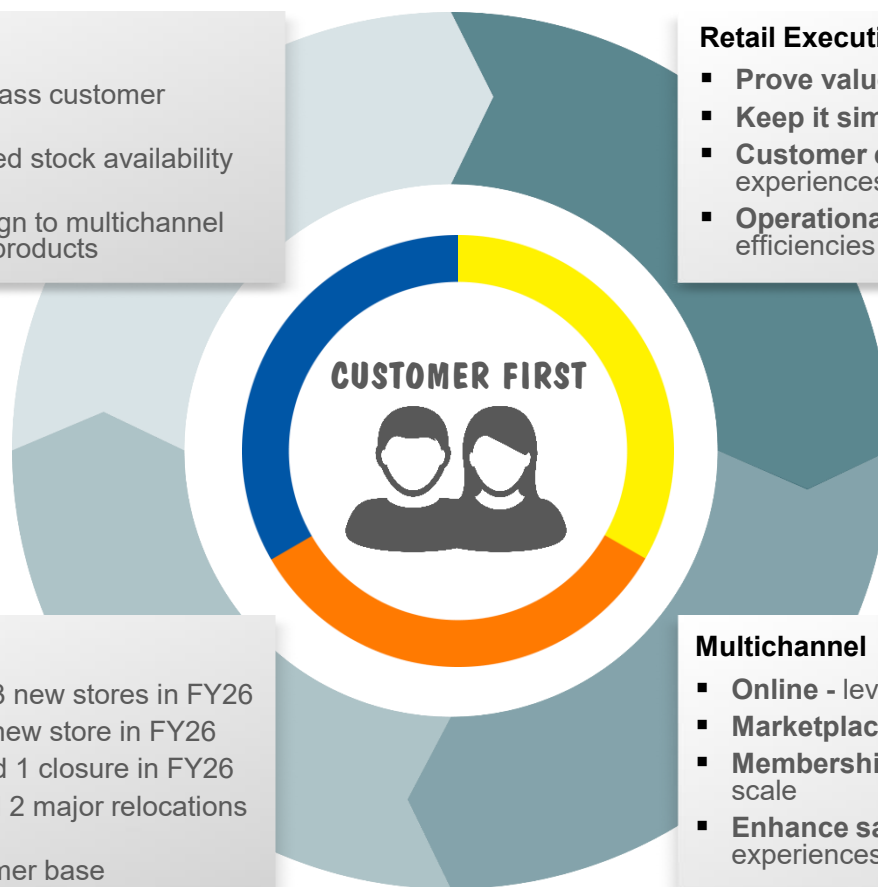 ass customer
ed stock availability
gn to multichannel
products
Retail Executi
▪ Prove valu
▪ Keep it sim
▪ Customer
experiences
▪ Operationa
efficiencies
CUSTOMER FIRST
3 new stores in FY26
new store in FY26
d 1 closure in FY26
2 major relocations
mer base
Multichannel
▪ Online - lev
▪ Marketplac
▪ Membershi
scale
▪ Enhance sa
experiences